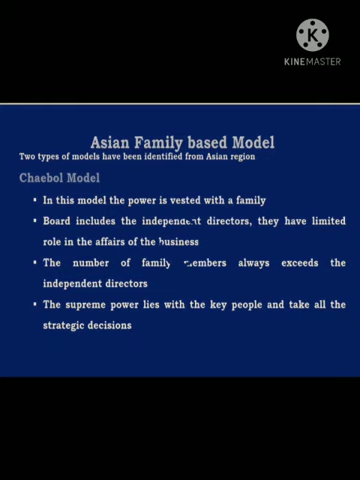 K
KINEMASTER
Asian Family based Model
Two types of models have been identified from Asian region
Chaebol Model
▪ In this model the power is vested with a family
▪ Board includes the independent directors, they have limited
role in the affairs of the business
▪ The number of family members always exceeds the
independent directors
▪ The supreme power lies with the key people and take all the
strategic decisions